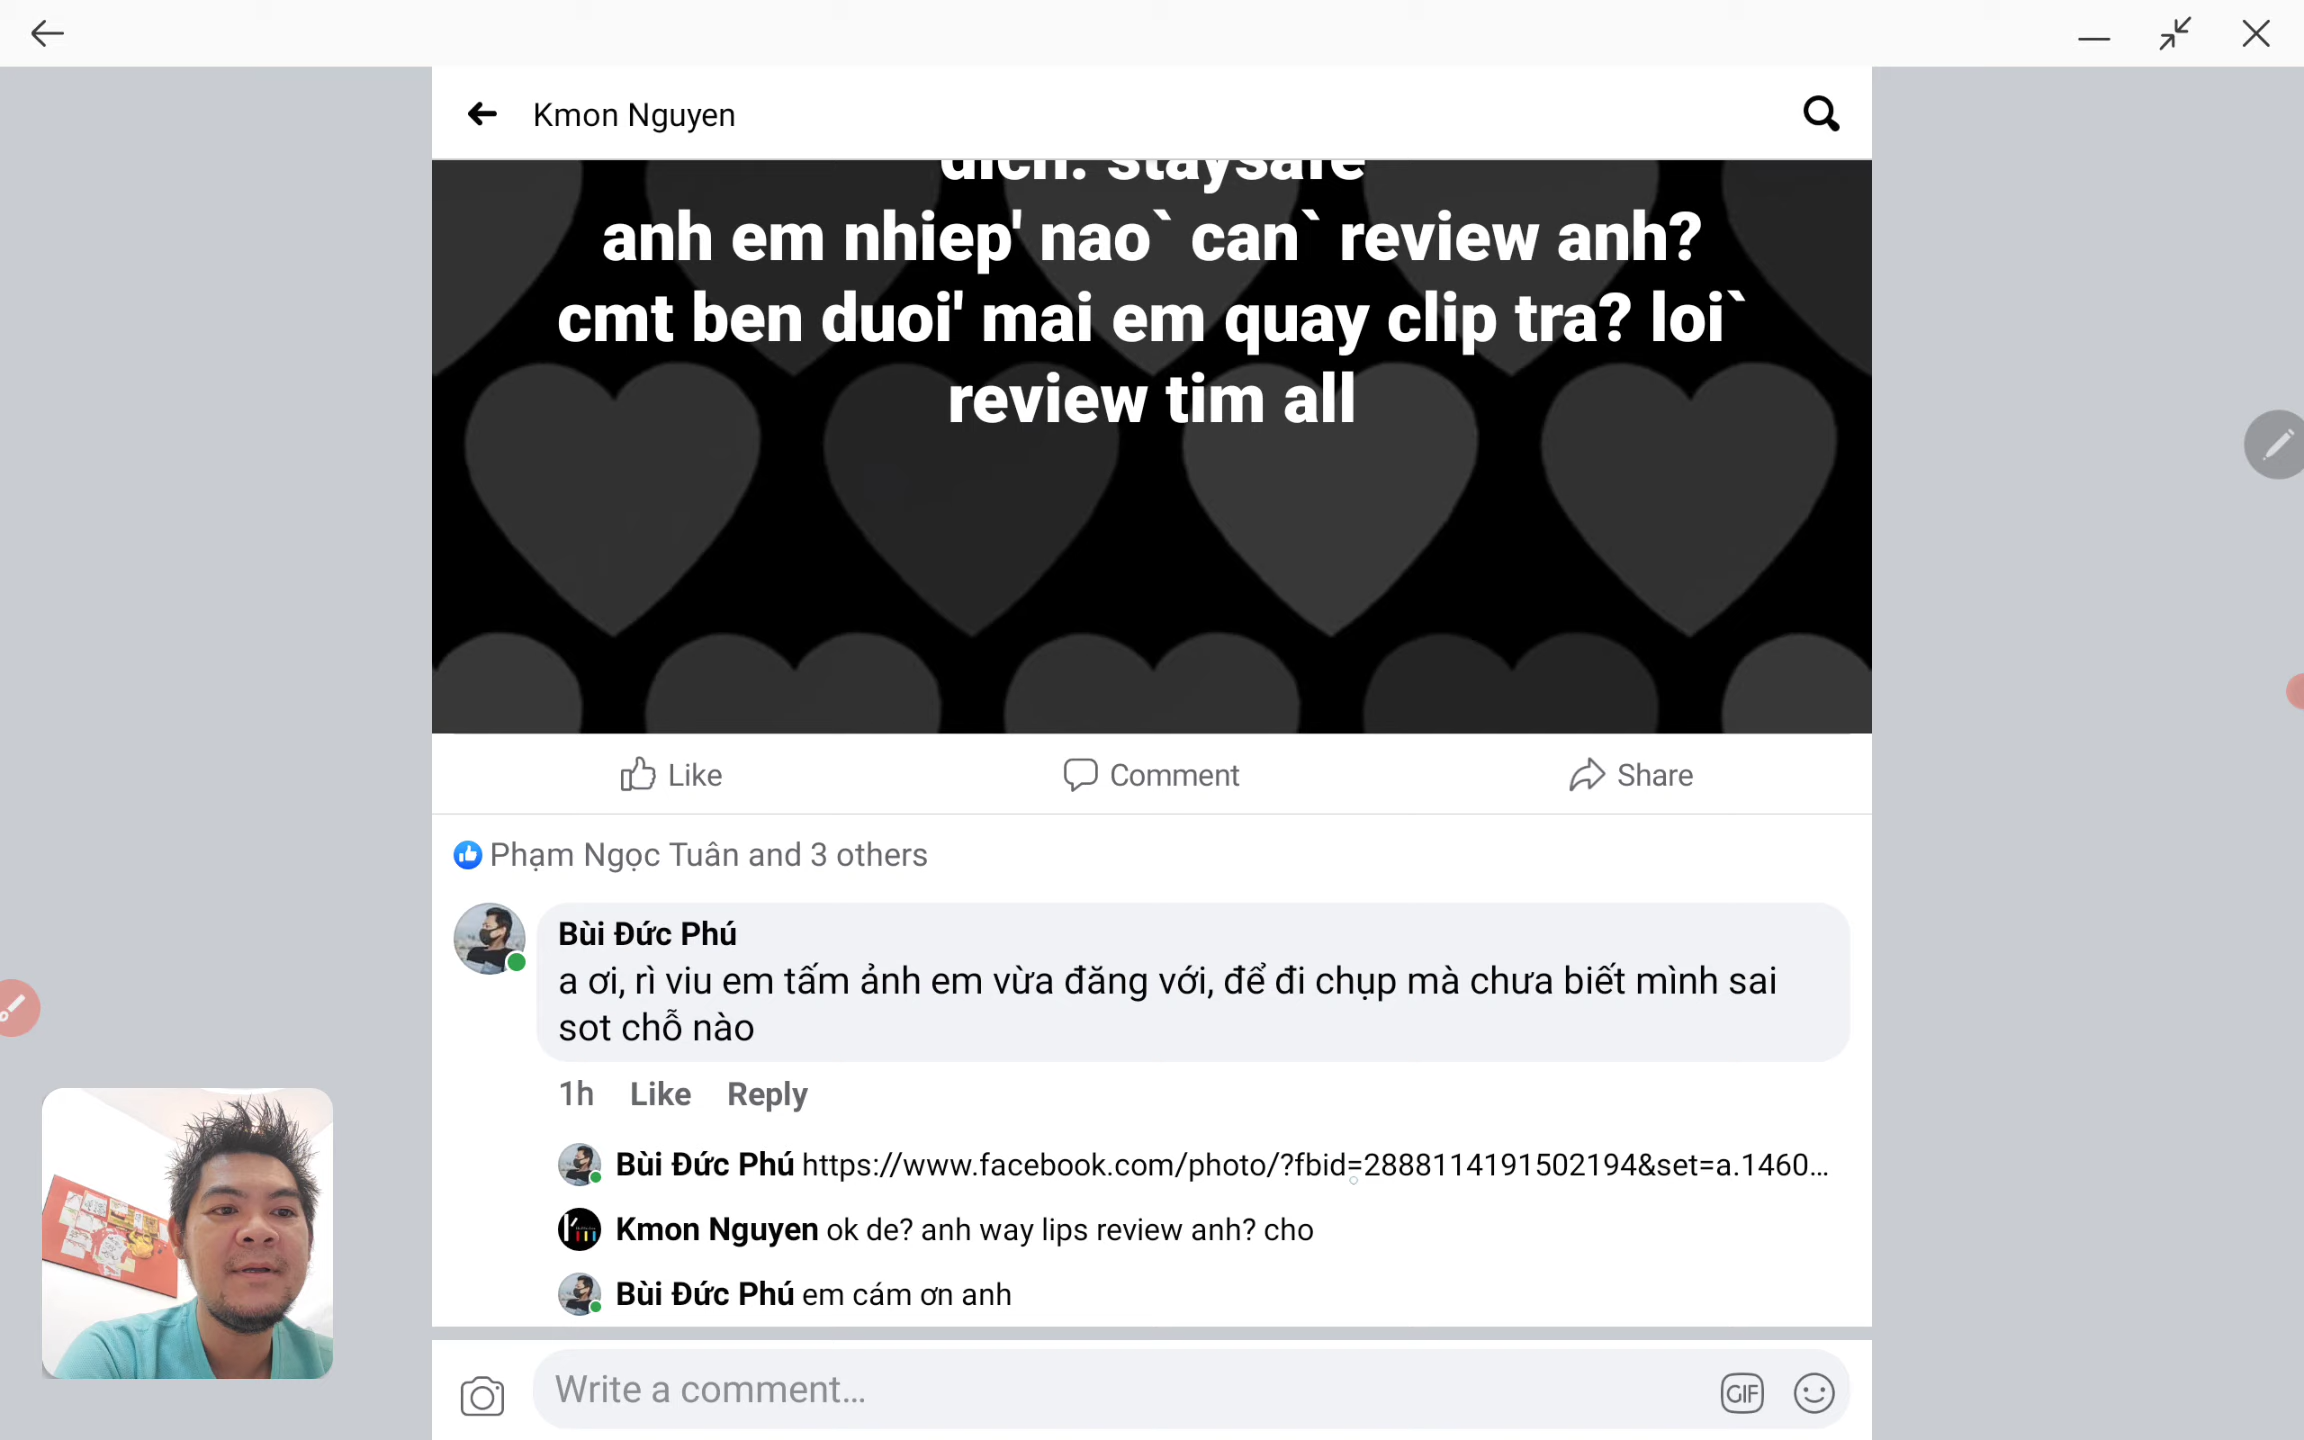 Kmon Nguyen
dich. staysafe
anh em nhiep' nao` can` review anh?
cmt ben duoi' mai em quay clip tra? loi`
review tim all
Like Comment Share
Phạm Ngọc Tuân and 3 others
Bùi Đức Phú
a ơi, rì viu em tấm ảnh em vừa đăng với, để đi chụp mà chưa biết mình sai
sot chỗ nào
1h Like Reply
Bùi Đức Phú https://www.facebook.com/photo/?fbid=2888114191502194&set=a.1460...
Kmon Nguyen ok de? anh way lips review anh? cho
Bùi Đức Phú em cám ơn anh
Write a comment...
GIF